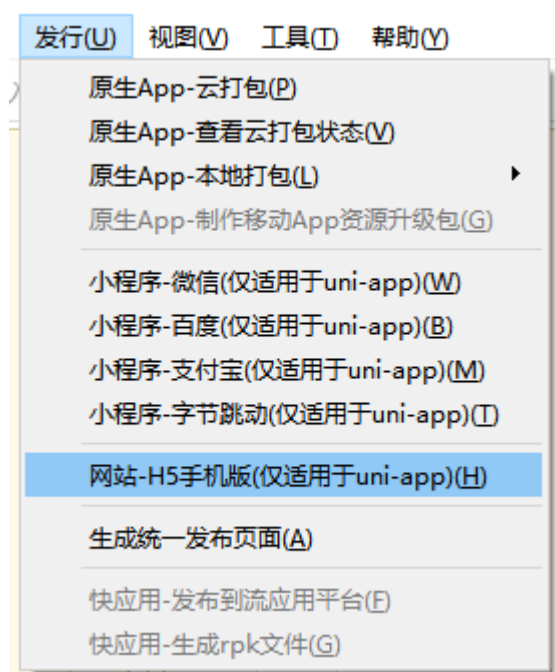 发行(U) 视图(V) 工具(T) 帮助(Y)
原生App-云打包(P)
原生App-查看云打包状态(V)
原生App-本地打包(L)
原生App-制作移动App资源升级包(G)
小程序-微信(仅适用于uni-app)(W)
小程序-百度(仅适用于uni-app)(B)
小程序-支付宝(仅适用于uni-app)(M)
小程序-字节跳动(仅适用于uni-app)(T)
网站-H5手机版(仅适用于uni-app)(H)
生成统一发布页面(A)
快应用-发布到流应用平台(F)
快应用-生成rpk文件(G)